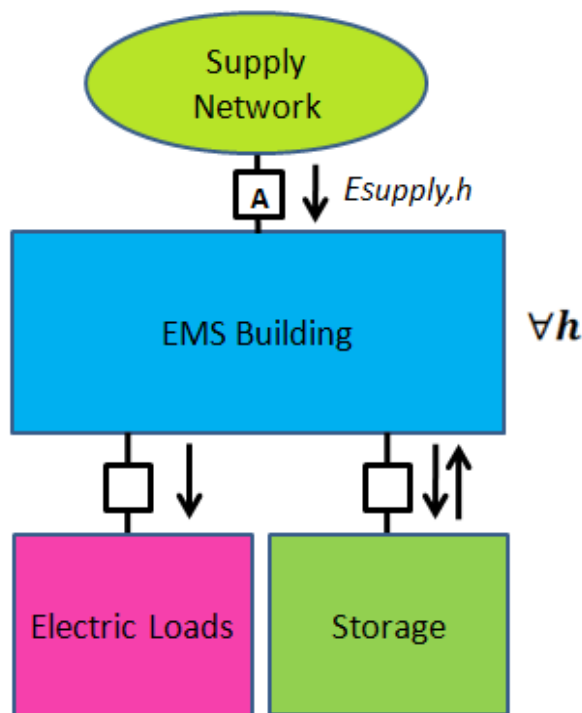 Supply
Network
A
Esupply,h
EMS Building
∀h
Electric Loads
Storage